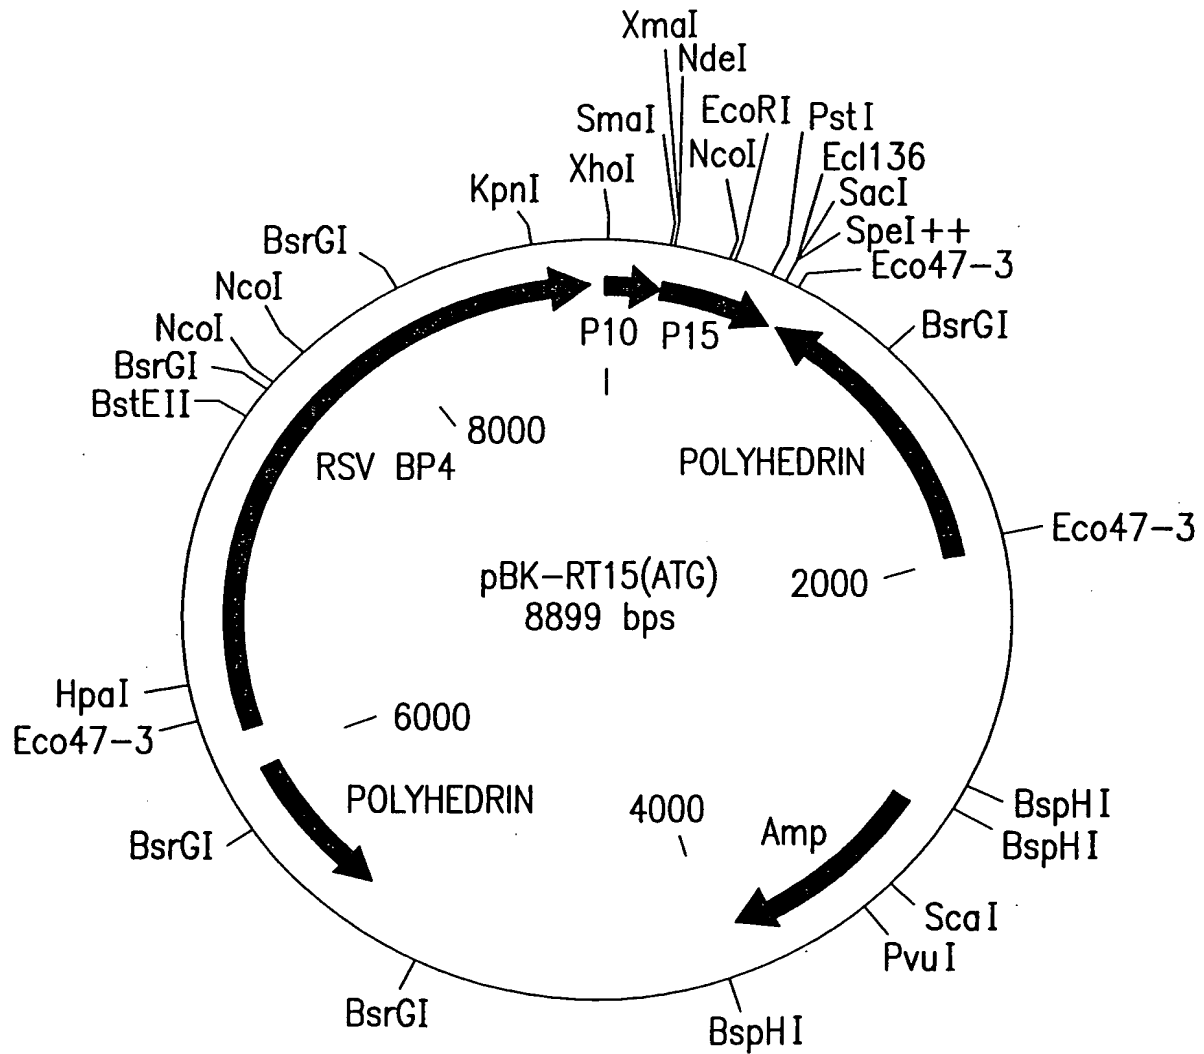 XmaI
NdeI
SmaI
EcoRI
PstI
NcoI
Ecl136
XhoI
SacI
KpnI
SpeI++
BsrGI
Eco47-3
NcoI
BsrGI
NcoI
P10
P15
BsrGI
BstEII
8000
RSV BP4
POLYHEDRIN
Eco47-3
pBK-RT15(ATG)
2000
8899 bps
HpaI
6000
Eco47-3
POLYHEDRIN
4000
BspHI
Amp
BsrGI
BspHI
ScaI
PvuI
BsrGI
BspHI